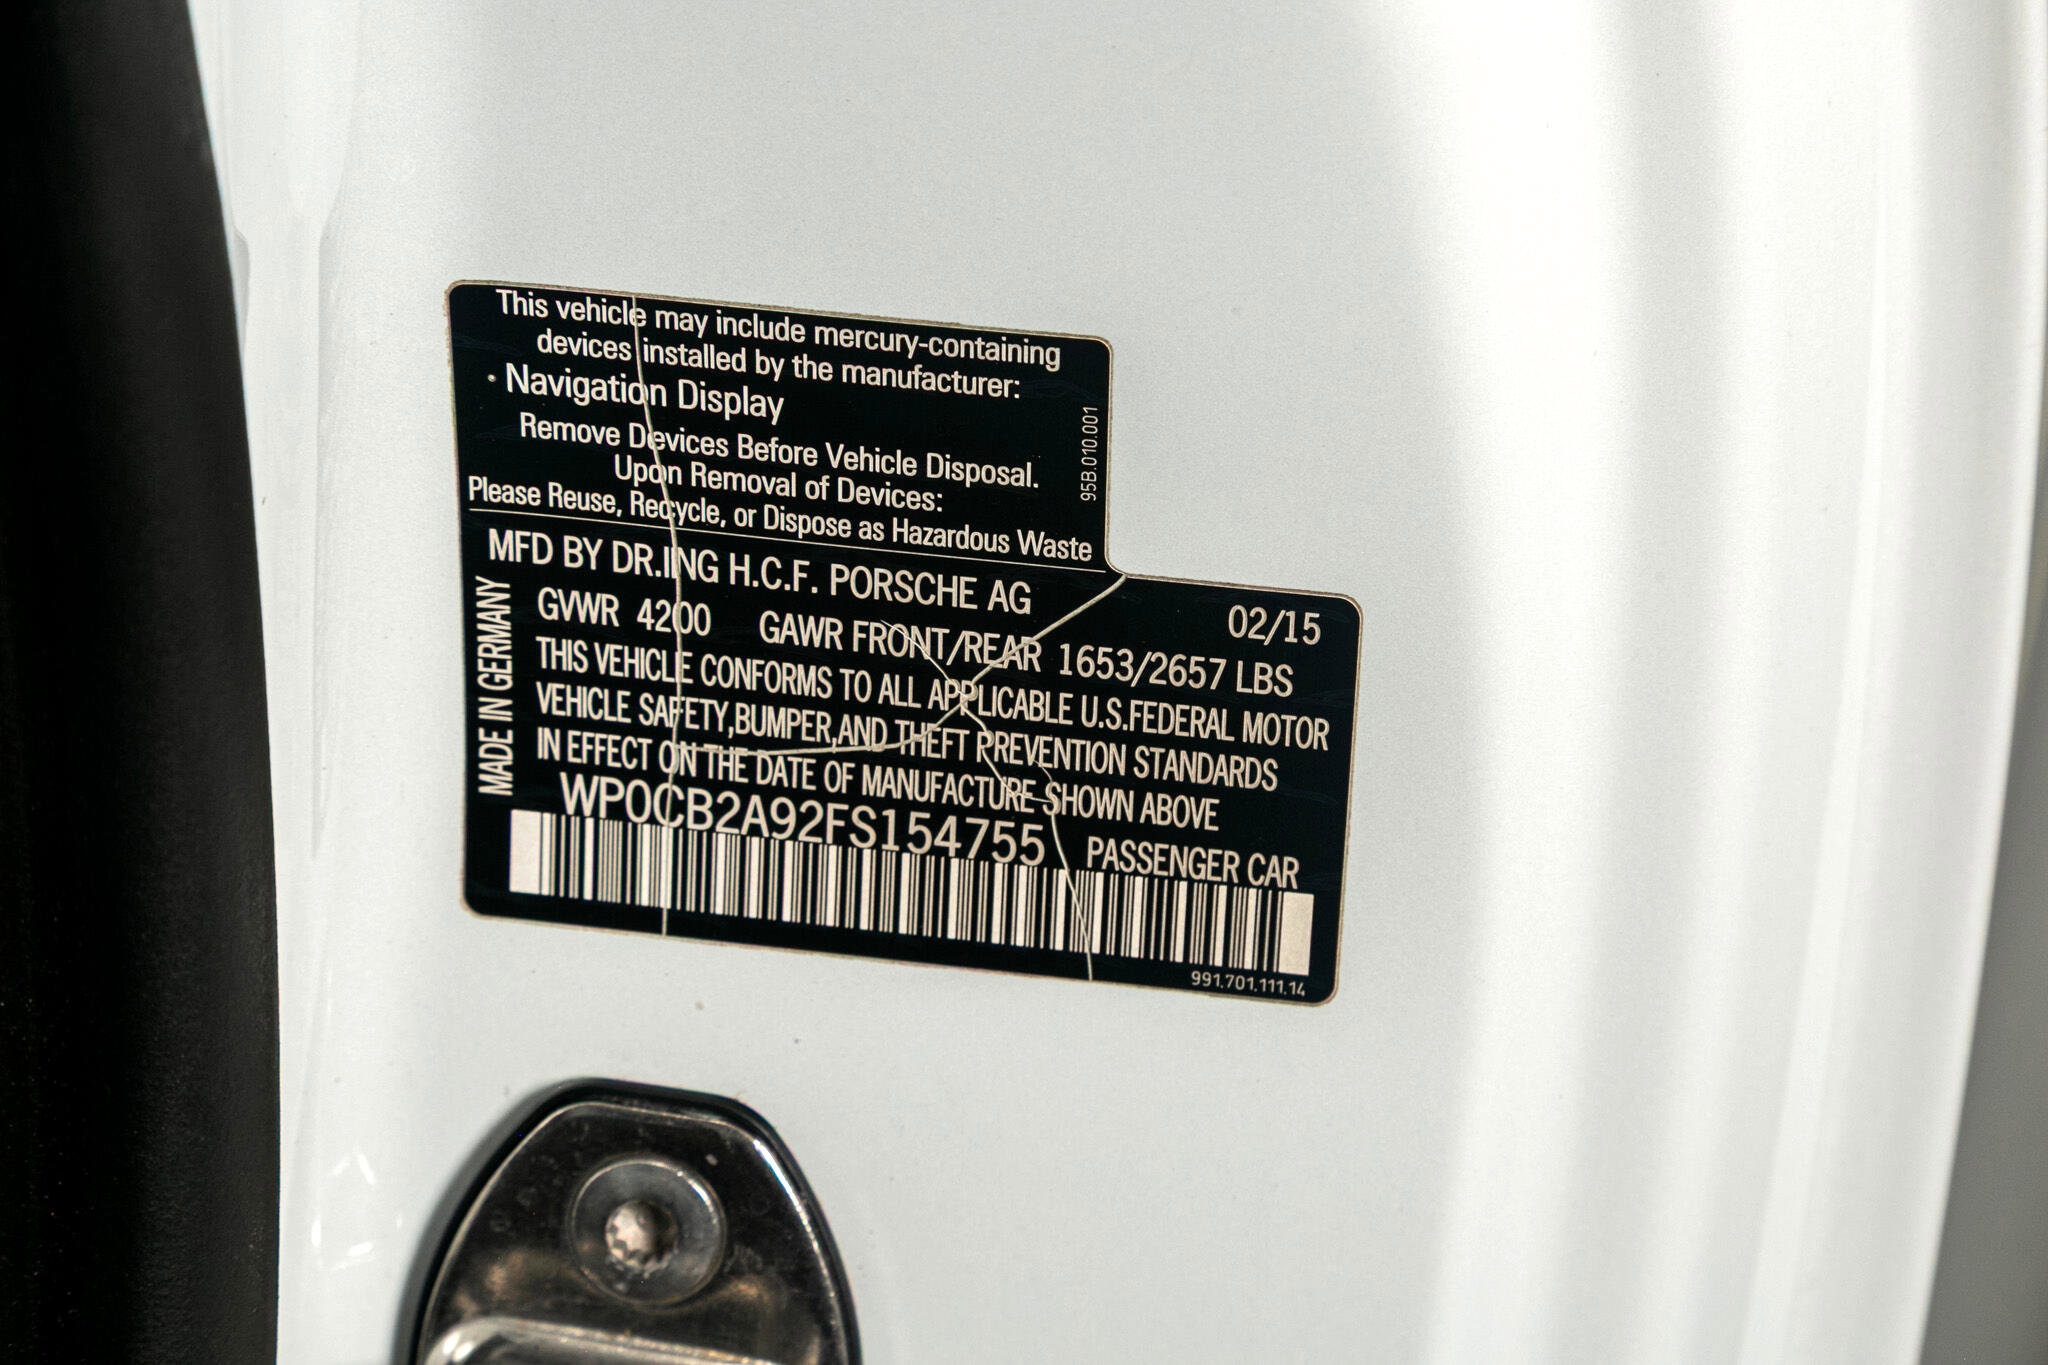 This vehicle may include mercury-containing
devices installed by the manufacturer:
· Navigation Display
Remove Devices Before Vehicle Disposal.
Upon Removal of Devices:
Please Reuse, Recycle, or Dispose as Hazardous Waste
95B.010.001
MFD BY DR.ING H.C.F. PORSCHE AG 02/15
GVWR 4200 GAWR FRONT/REAR 1653/2657 LBS
THIS VEHICLE CONFORMS TO ALL APPLICABLE U.S.FEDERAL MOTOR
VEHICLE SAFETY,BUMPER,AND THEFT PREVENTION STANDARDS
IN EFFECT ON THE DATE OF MANUFACTURE SHOWN ABOVE
WP0CB2A92FS154755 PASSENGER CAR
MADE IN GERMANY
991.701.111.14